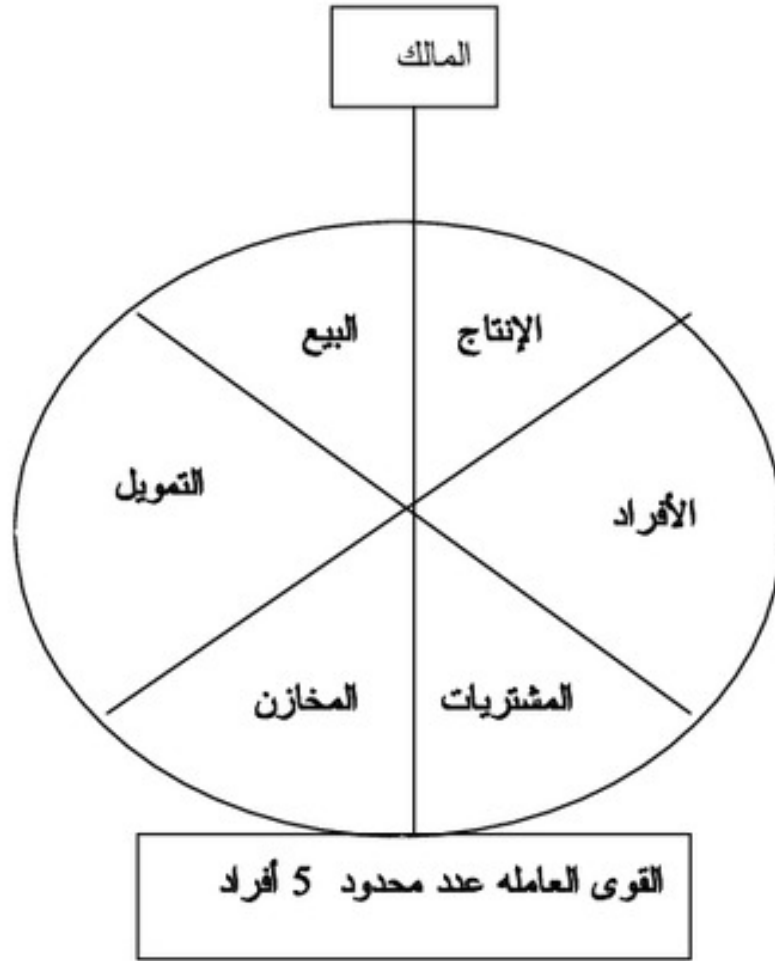 المالك
الإنتاج
البيع
الأفراد
التمويل
المشتريات
المخازن
القوى العامله عدد محدود 5 أفراد